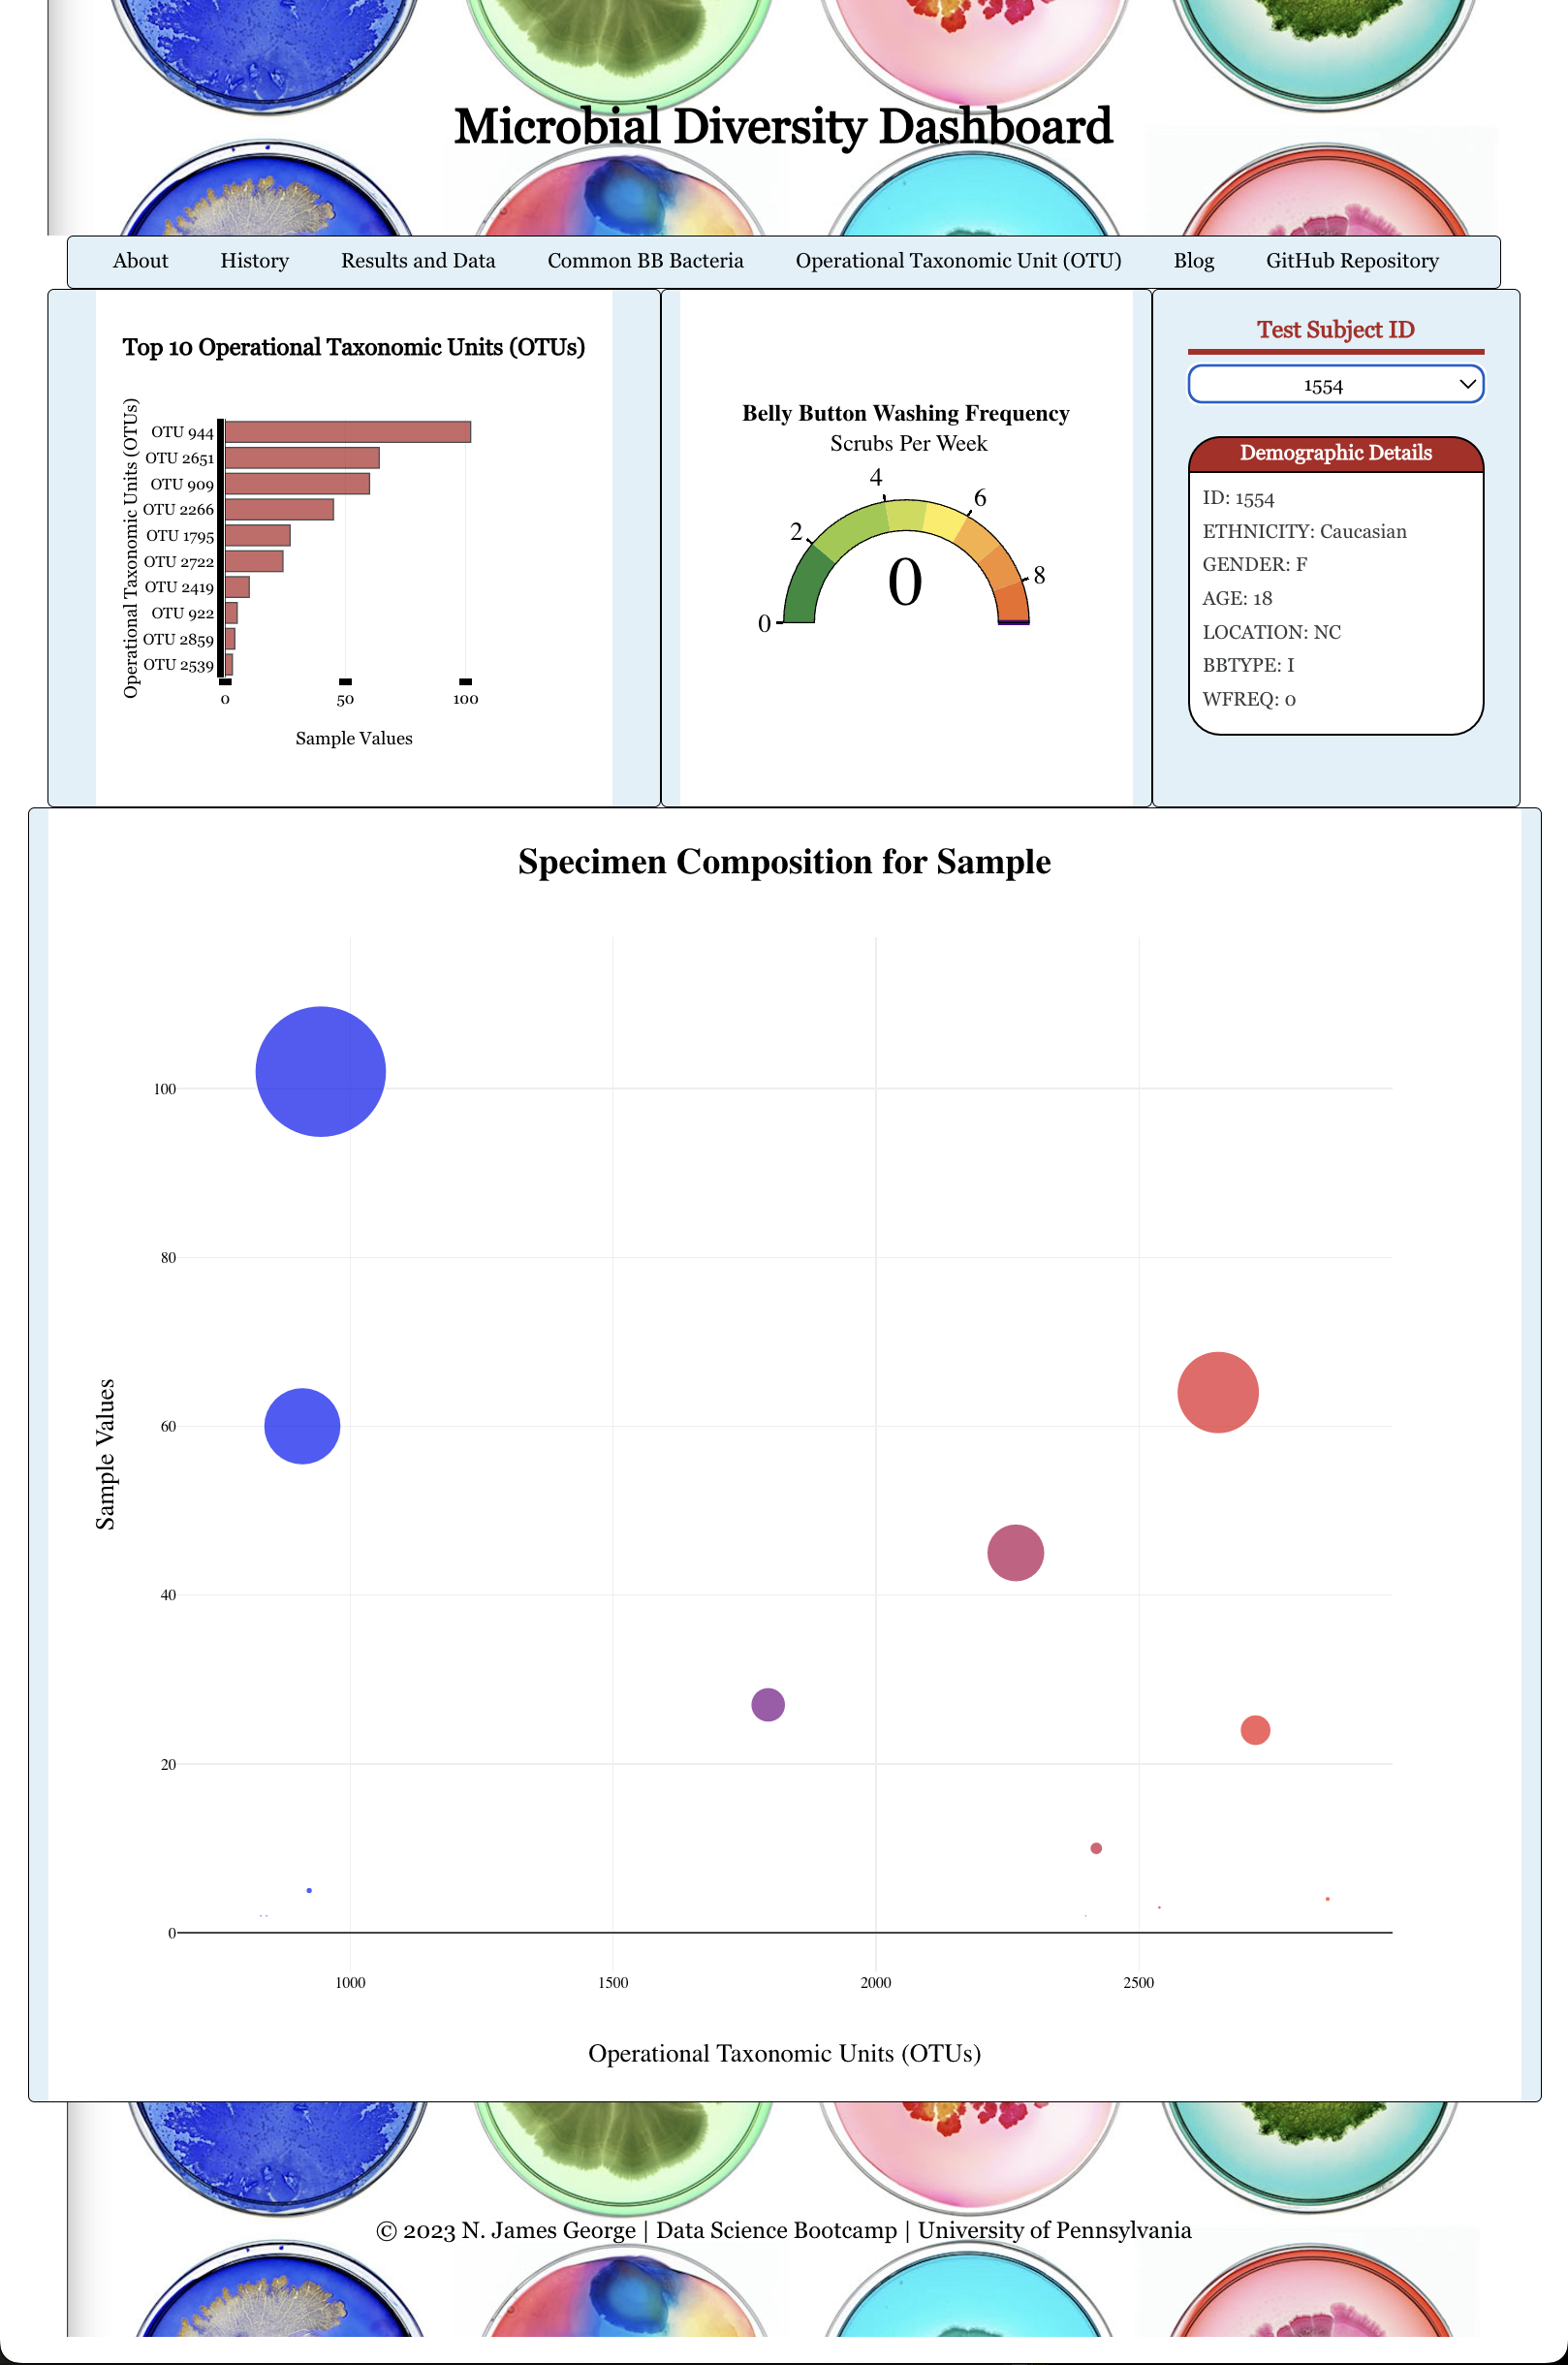 Microbial Diversity Dashboard
About History Results and Data Common BB Bacteria Operational Taxonomic Unit (OTU) Blog GitHub Repository
Top 10 Operational Taxonomic Units (OTUs)
Operational Taxonomic Units (OTUs)
OTU 944
OTU 2651
OTU 909
OTU 2266
OTU 1795
OTU 2722
OTU 2419
OTU 922
OTU 2859
OTU 2539
0 50 100
Sample Values
Belly Button Washing Frequency
Scrubs Per Week
0 2 4 6 8
0
Test Subject ID
1554
Demographic Details
ID: 1554
ETHNICITY: Caucasian
GENDER: F
AGE: 18
LOCATION: NC
BBTYPE: I
WFREQ: 0
Specimen Composition for Sample
Sample Values
100
80
60
40
20
0
1000 1500 2000 2500
Operational Taxonomic Units (OTUs)
© 2023 N. James George | Data Science Bootcamp | University of Pennsylvania